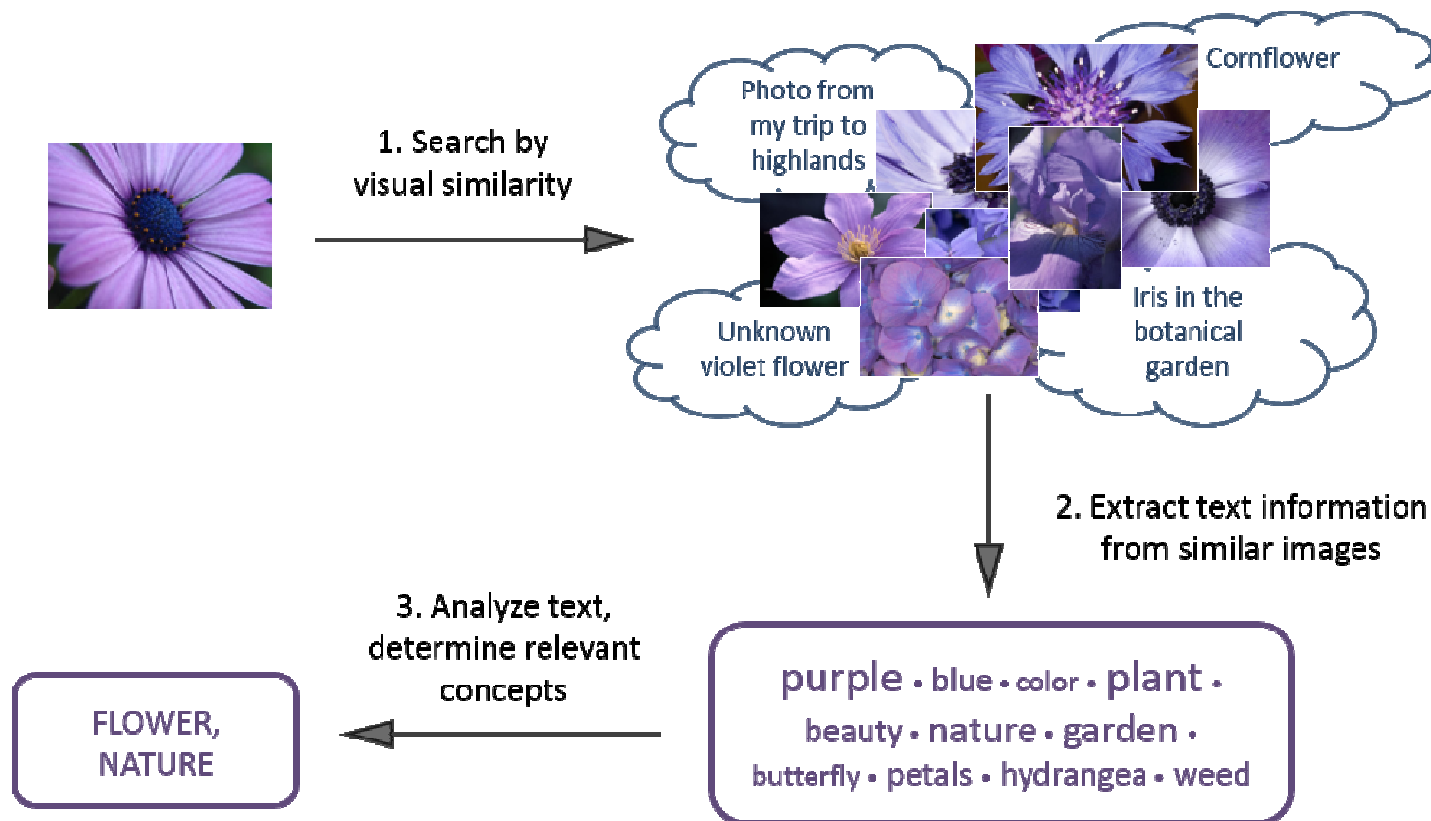 1. Search by
visual similarity
Photo from
my trip to
highlands
Cornflower
Unknown
violet flower
Iris in the
botanical
garden
2. Extract text information
from similar images
purple • blue • color • plant •
beauty • nature • garden •
butterfly • petals • hydrangea • weed
3. Analyze text,
determine relevant
concepts
FLOWER,
NATURE